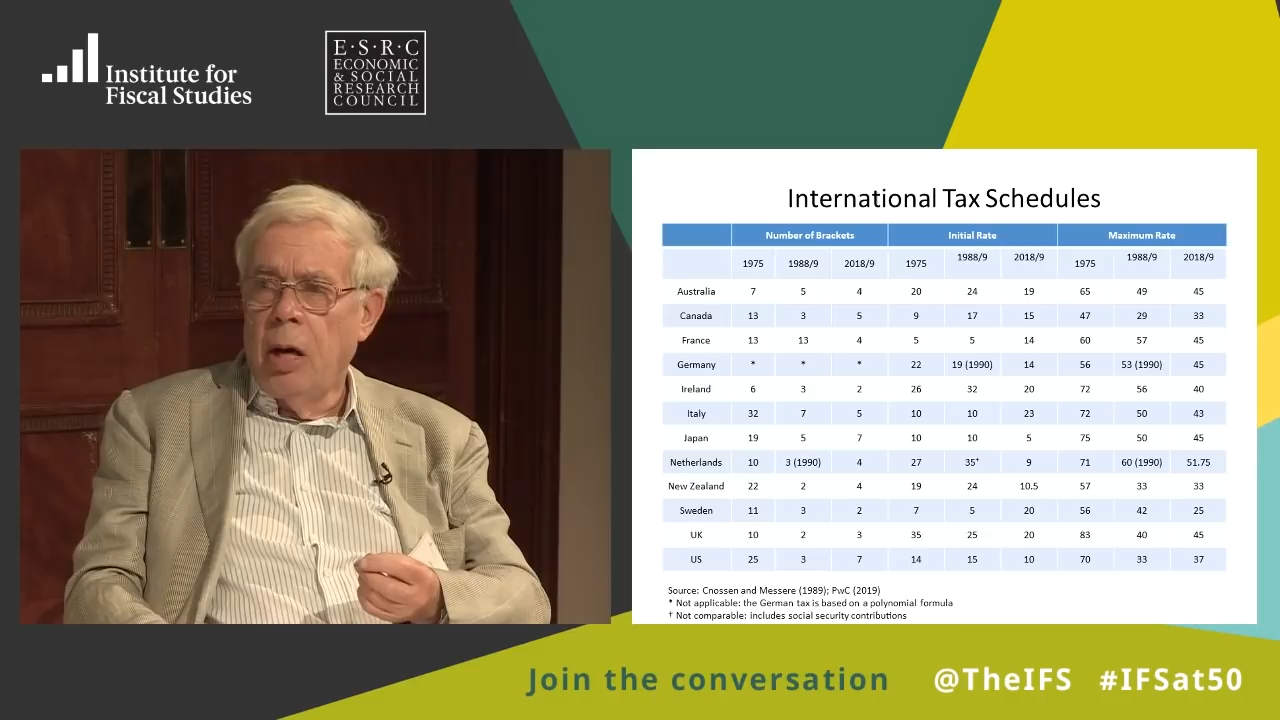 Institute for
Fiscal Studies
E·S·R·C
ECONOMIC
& SOCIAL
RESEARCH
COUNCIL
International Tax Schedules
Number of Brackets Initial Rate Maximum Rate
1975 1988/9 2018/9 1975 1988/9 2018/9 1975 1988/9 2018/9
Australia 7 5 4 20 24 19 65 49 45
Canada 13 3 5 9 17 15 47 29 33
France 13 13 4 5 5 14 60 57 45
Germany * * * 22 19 (1990) 14 56 53 (1990) 45
Ireland 6 3 2 26 32 20 72 56 40
Italy 32 7 5 10 10 23 72 50 43
Japan 19 5 7 10 10 5 75 50 45
Netherlands 10 3 (1990) 4 27 35⁺ 9 71 60 (1990) 51.75
New Zealand 22 2 4 19 24 10.5 57 33 33
Sweden 11 3 2 7 5 20 56 42 25
UK 10 2 3 35 25 20 83 40 45
US 25 3 7 14 15 10 70 33 37
Source: Cnossen and Messere (1989); PwC (2019)
* Not applicable: the German tax is based on a polynomial formula
† Not comparable: includes social security contributions
Join the conversation @TheIFS #IFSat50